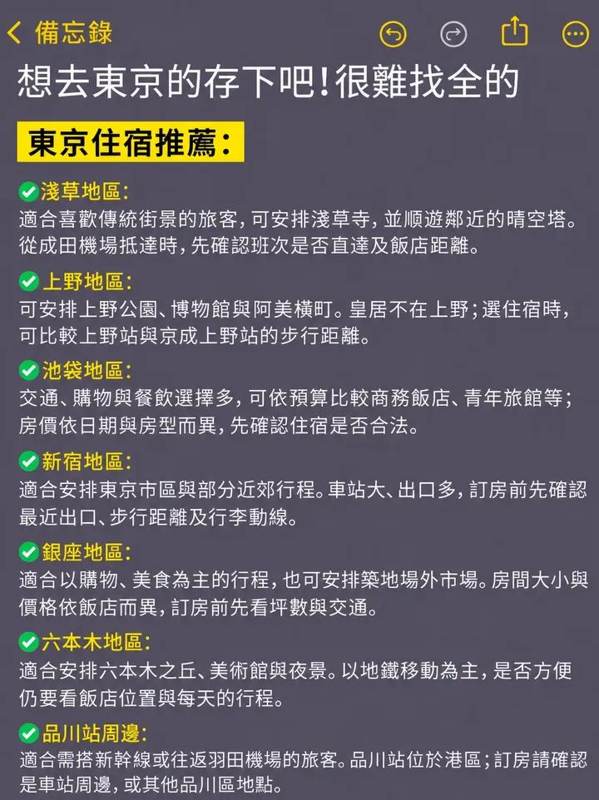 備忘錄
想去東京的存下吧!很難找全的
東京住宿推薦:
淺草地區:
適合喜歡傳統街景的旅客,可安排淺草寺,並順遊鄰近的晴空塔。
從成田機場抵達時,先確認班次是否直達及飯店距離。
上野地區:
可安排上野公園、博物館與阿美橫町。皇居不在上野;選住宿時,
可比較上野站與京成上野站的步行距離。
池袋地區:
交通、購物與餐飲選擇多,可依預算比較商務飯店、青年旅館等;
房價依日期與房型而異,先確認住宿是否合法。
新宿地區:
適合安排東京市區與部分近郊行程。車站大、出口多,訂房前先確認
最近出口、步行距離及行李動線。
銀座地區:
適合以購物、美食為主的行程,也可安排築地場外市場。房間大小與
價格依飯店而異,訂房前先看坪數與交通。
六本木地區:
適合安排六本木之丘、美術館與夜景。以地鐵移動為主,是否方便
仍要看飯店位置與每天的行程。
品川站周邊:
適合需搭新幹線或往返羽田機場的旅客。品川站位於港區;訂房請確認
是車站周邊,或其他品川區地點。